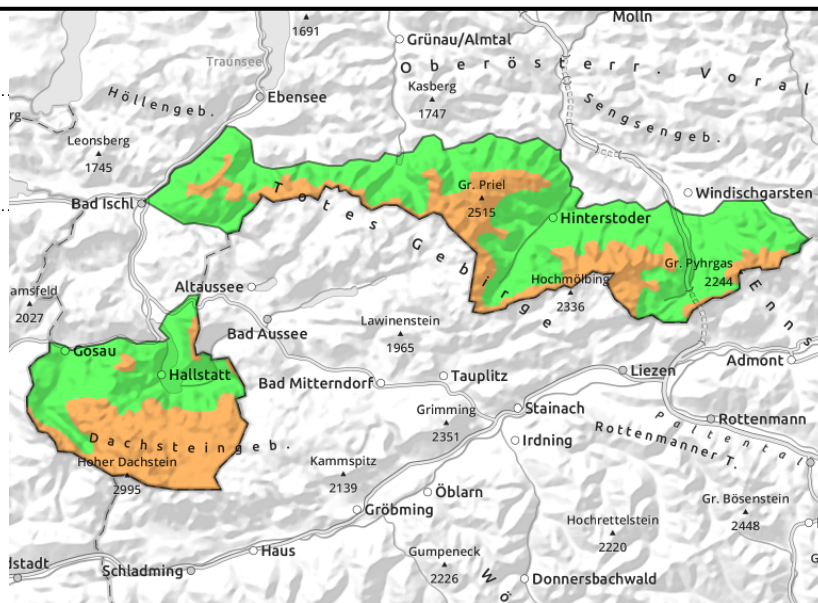 Molln
1691
Grünau/Almtal
Traunsee
Oberösterr. Voral
Kasberg
1747
Ebensee
Höllengeb.
Sengsengeb.
rg
Leonsberg
1745
Gr. Priel
2515
Windischgarsten
Bad Ischl
Totes Gebirge
Hinterstoder
Gr. Pyhrgas
2244
Hochmölbing
2336
Altaussee
amsfeld
2027
Enns
Bad Aussee
Lawinenstein
1965
Gosau
Hallstatt
Admont
Liezen
Bad Mitterndorf
Tauplitz
Grimming
2351
Stainach
Rottenmann
Paltental
Rottenmanner T.
Irdning
Dachsteingeb.
Hoher Dachstein
2995
Kammspitz
2139
Öblarn
Gröbming
Gr. Bösenstein
2448
Hochrettelstein
2220
Haus
Gumpeneck
2226
dstadt
Schladming
Donnersbachwald
Wö
G